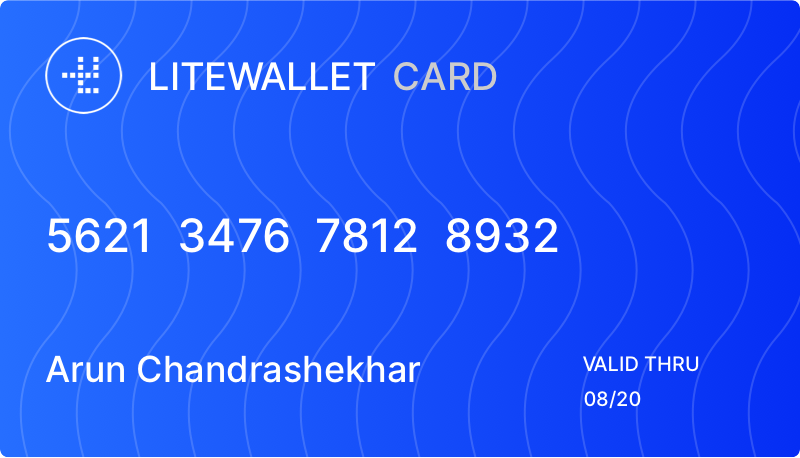 LITEWALLET CARD
5621 3476 7812 8932
Arun Chandrashekhar
VALID THRU
08/20